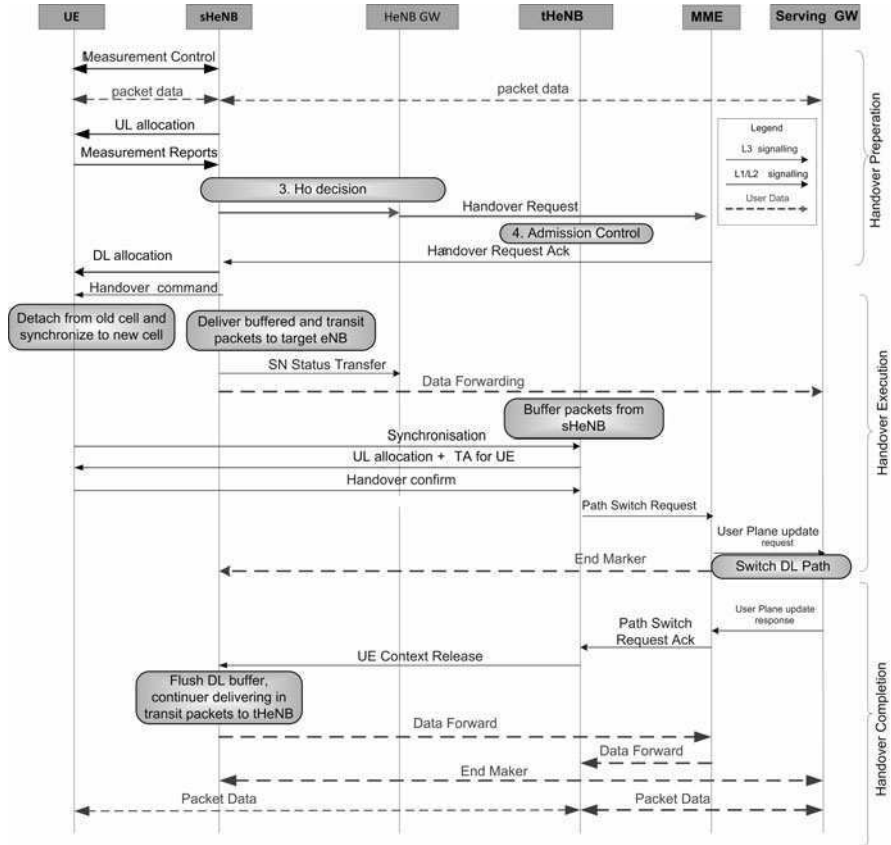 UE
sHeNB
HeNB GW
tHeNB
MME
Serving GW
Measurement Control
packet data
packet data
UL allocation
Measurement Reports
Legend
L3 signalling
L1/L2 signalling
User Data
Handover Preperation
3. Ho decision
Handover Request
4. Admission Control
Handover Request Ack
DL allocation
Handover command
Detach from old cell and
synchronize to new cell
Deliver buffered and transit
packets to target eNB
SN Status Transfer
Data Forwarding
Buffer packets from
sHeNB
Synchronisation
UL allocation + TA for UE
Handover confirm
Path Switch Request
User Plane update
request
End Marker
Switch DL Path
Handover Execution
User Plane update
response
Path Switch
Request Ack
UE Context Release
Flush DL buffer,
continuer delivering in
transit packets to tHeNB
Data Forward
Data Forward
End Maker
Packet Data
Packet Data
Handover Completion